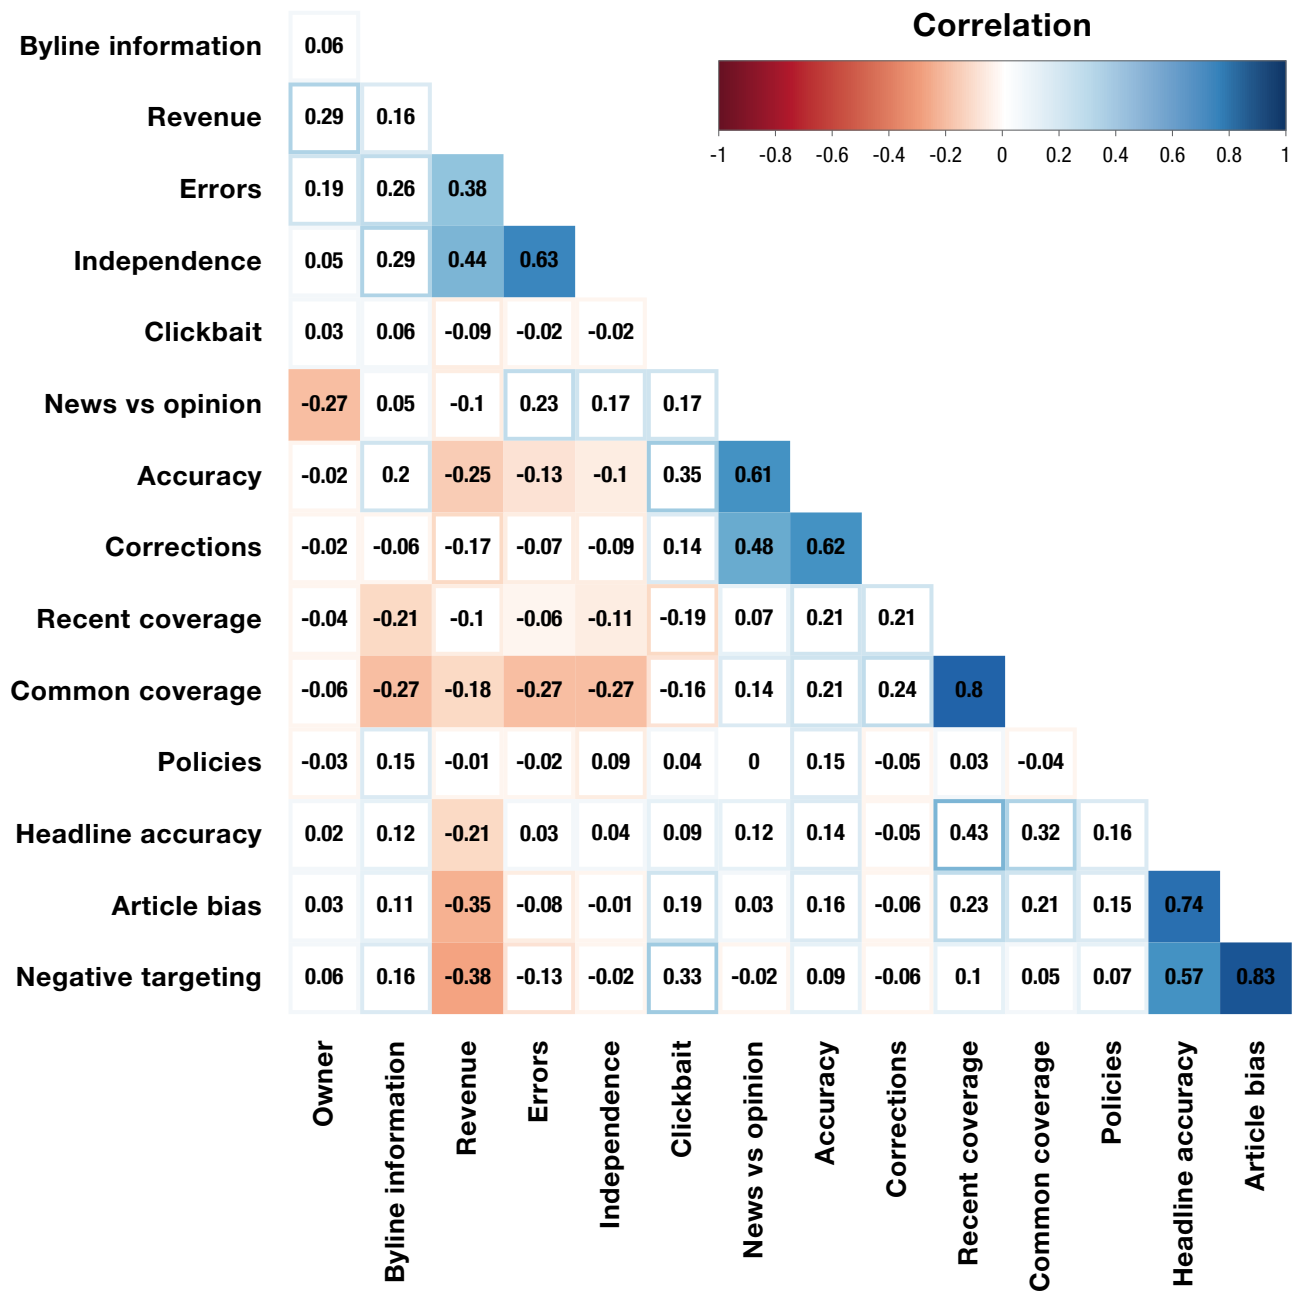 Correlation
-1 -0.8 -0.6 -0.4 -0.2 0 0.2 0.4 0.6 0.8 1
Byline information 0.06
Revenue 0.29 0.16
Errors 0.19 0.26 0.38
Independence 0.05 0.29 0.44 0.63
Clickbait 0.03 0.06 -0.09 -0.02 -0.02
News vs opinion -0.27 0.05 -0.1 0.23 0.17 0.17
Accuracy -0.02 0.2 -0.25 -0.13 -0.1 0.35 0.61
Corrections -0.02 -0.06 -0.17 -0.07 -0.09 0.14 0.48 0.62
Recent coverage -0.04 -0.21 -0.1 -0.06 -0.11 -0.19 0.07 0.21 0.21
Common coverage -0.06 -0.27 -0.18 -0.27 -0.27 -0.16 0.14 0.21 0.24 0.8
Policies -0.03 0.15 -0.01 -0.02 0.09 0.04 0 0.15 -0.05 0.03 -0.04
Headline accuracy 0.02 0.12 -0.21 0.03 0.04 0.09 0.12 0.14 -0.05 0.43 0.32 0.16
Article bias 0.03 0.11 -0.35 -0.08 -0.01 0.19 0.03 0.16 -0.06 0.23 0.21 0.15 0.74
Negative targeting 0.06 0.16 -0.38 -0.13 -0.02 0.33 -0.02 0.09 -0.06 0.1 0.05 0.07 0.57 0.83
Owner
Byline information
Revenue
Errors
Independence
Clickbait
News vs opinion
Accuracy
Corrections
Recent coverage
Common coverage
Policies
Headline accuracy
Article bias